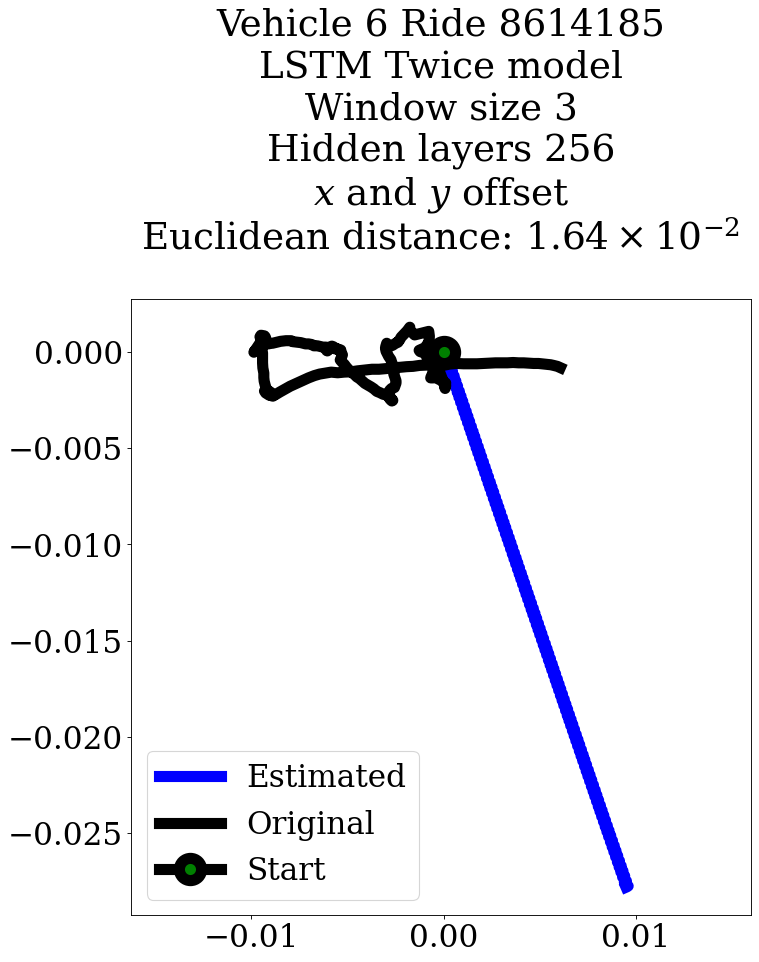 Vehicle 6 Ride 8614185
LSTM Twice model
Window size 3
Hidden layers 256
x and y offset
Euclidean distance: 1.64 × 10⁻²
0.000
−0.005
−0.010
−0.015
−0.020
−0.025
Estimated
Original
Start
−0.01 0.00 0.01